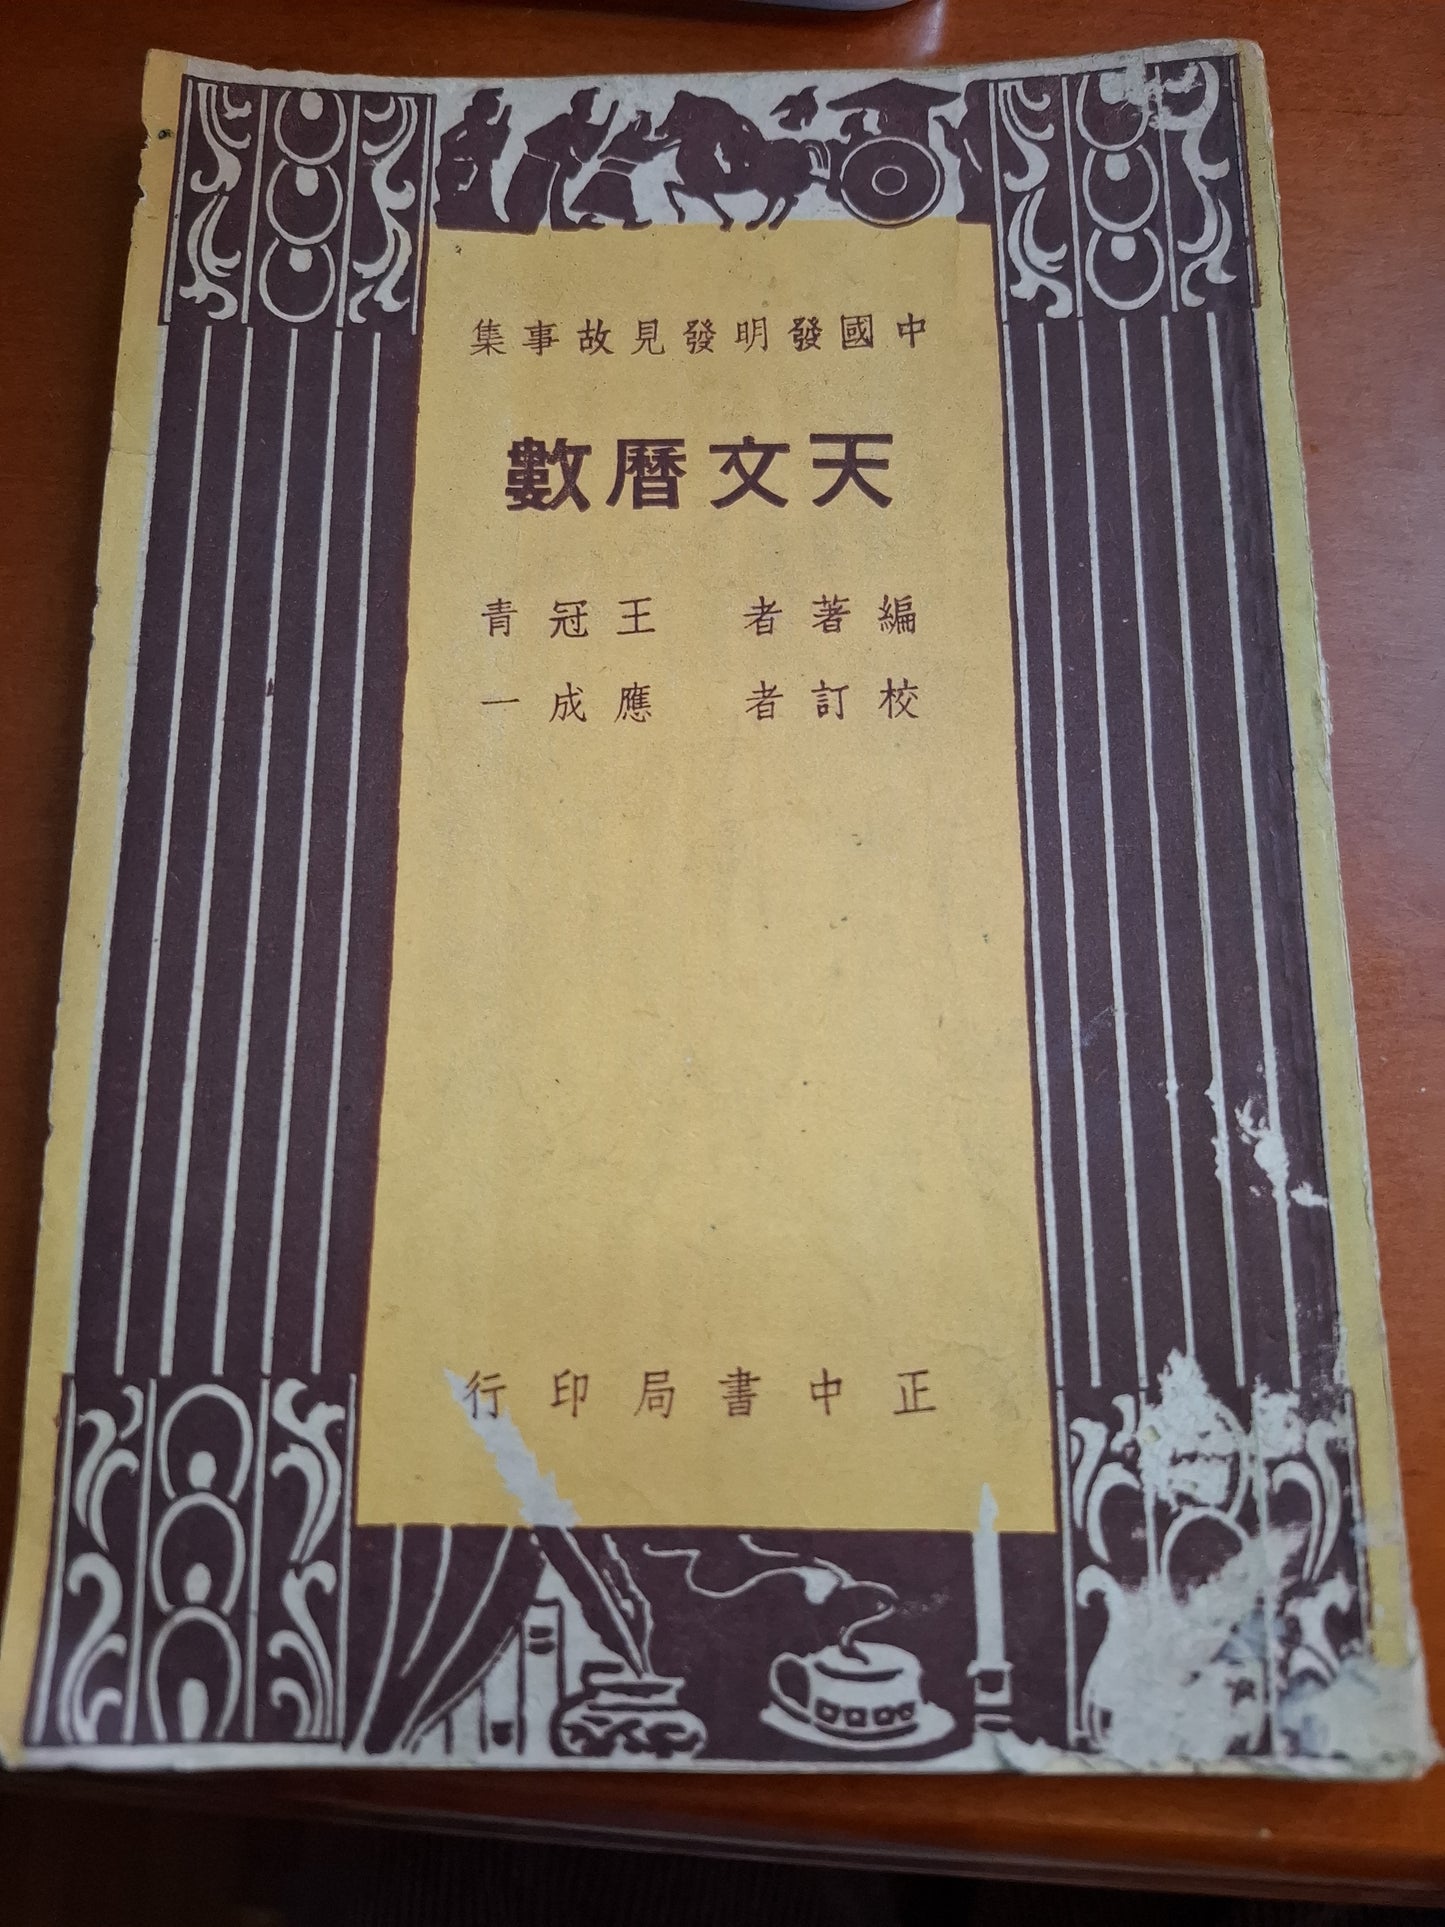 中國發明發見故事集
天文曆數
編著者 王冠青
校訂者 應成一
正中書局印行